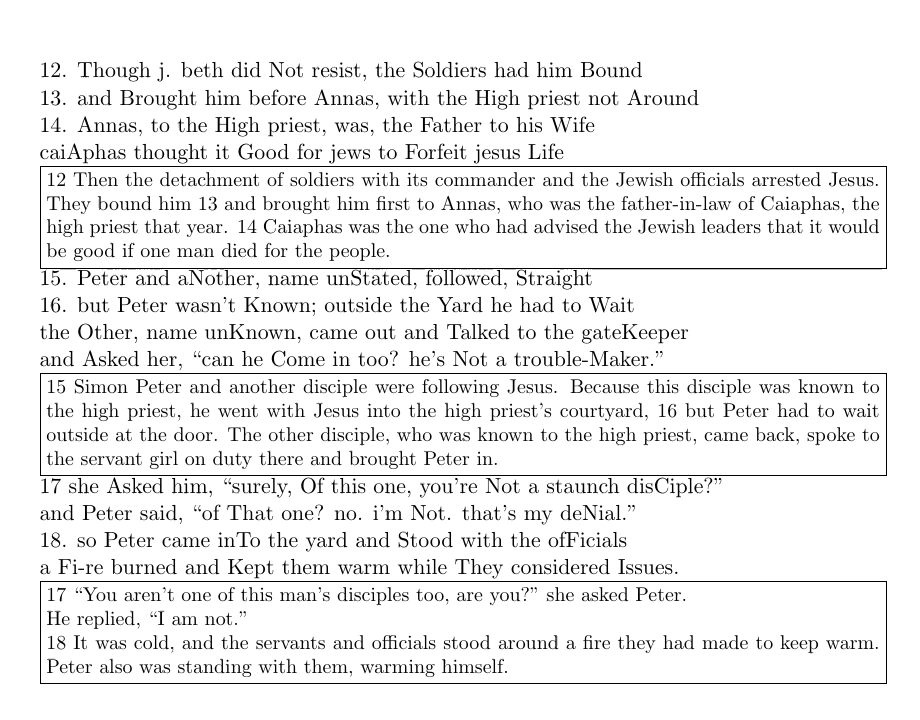 12. Though j. beth did Not resist, the Soldiers had him Bound
13. and Brought him before Annas, with the High priest not Around
14. Annas, to the High priest, was, the Father to his Wife
caiAphas thought it Good for jews to Forfeit jesus Life
12 Then the detachment of soldiers with its commander and the Jewish officials arrested Jesus.
They bound him 13 and brought him first to Annas, who was the father-in-law of Caiaphas, the
high priest that year. 14 Caiaphas was the one who had advised the Jewish leaders that it would
be good if one man died for the people.
15. Peter and aNother, name unStated, followed, Straight
16. but Peter wasn't Known; outside the Yard he had to Wait
the Other, name unKnown, came out and Talked to the gateKeeper
and Asked her, “can he Come in too? he's Not a trouble-Maker.”
15 Simon Peter and another disciple were following Jesus. Because this disciple was known to
the high priest, he went with Jesus into the high priest's courtyard, 16 but Peter had to wait
outside at the door. The other disciple, who was known to the high priest, came back, spoke to
the servant girl on duty there and brought Peter in.
17 she Asked him, “surely, Of this one, you're Not a staunch disCiple?”
and Peter said, “of That one? no. i'm Not. that's my deNial.”
18. so Peter came inTo the yard and Stood with the ofFicials
a Fi-re burned and Kept them warm while They considered Issues.
17 “You aren't one of this man's disciples too, are you?” she asked Peter.
He replied, “I am not.”
18 It was cold, and the servants and officials stood around a fire they had made to keep warm.
Peter also was standing with them, warming himself.